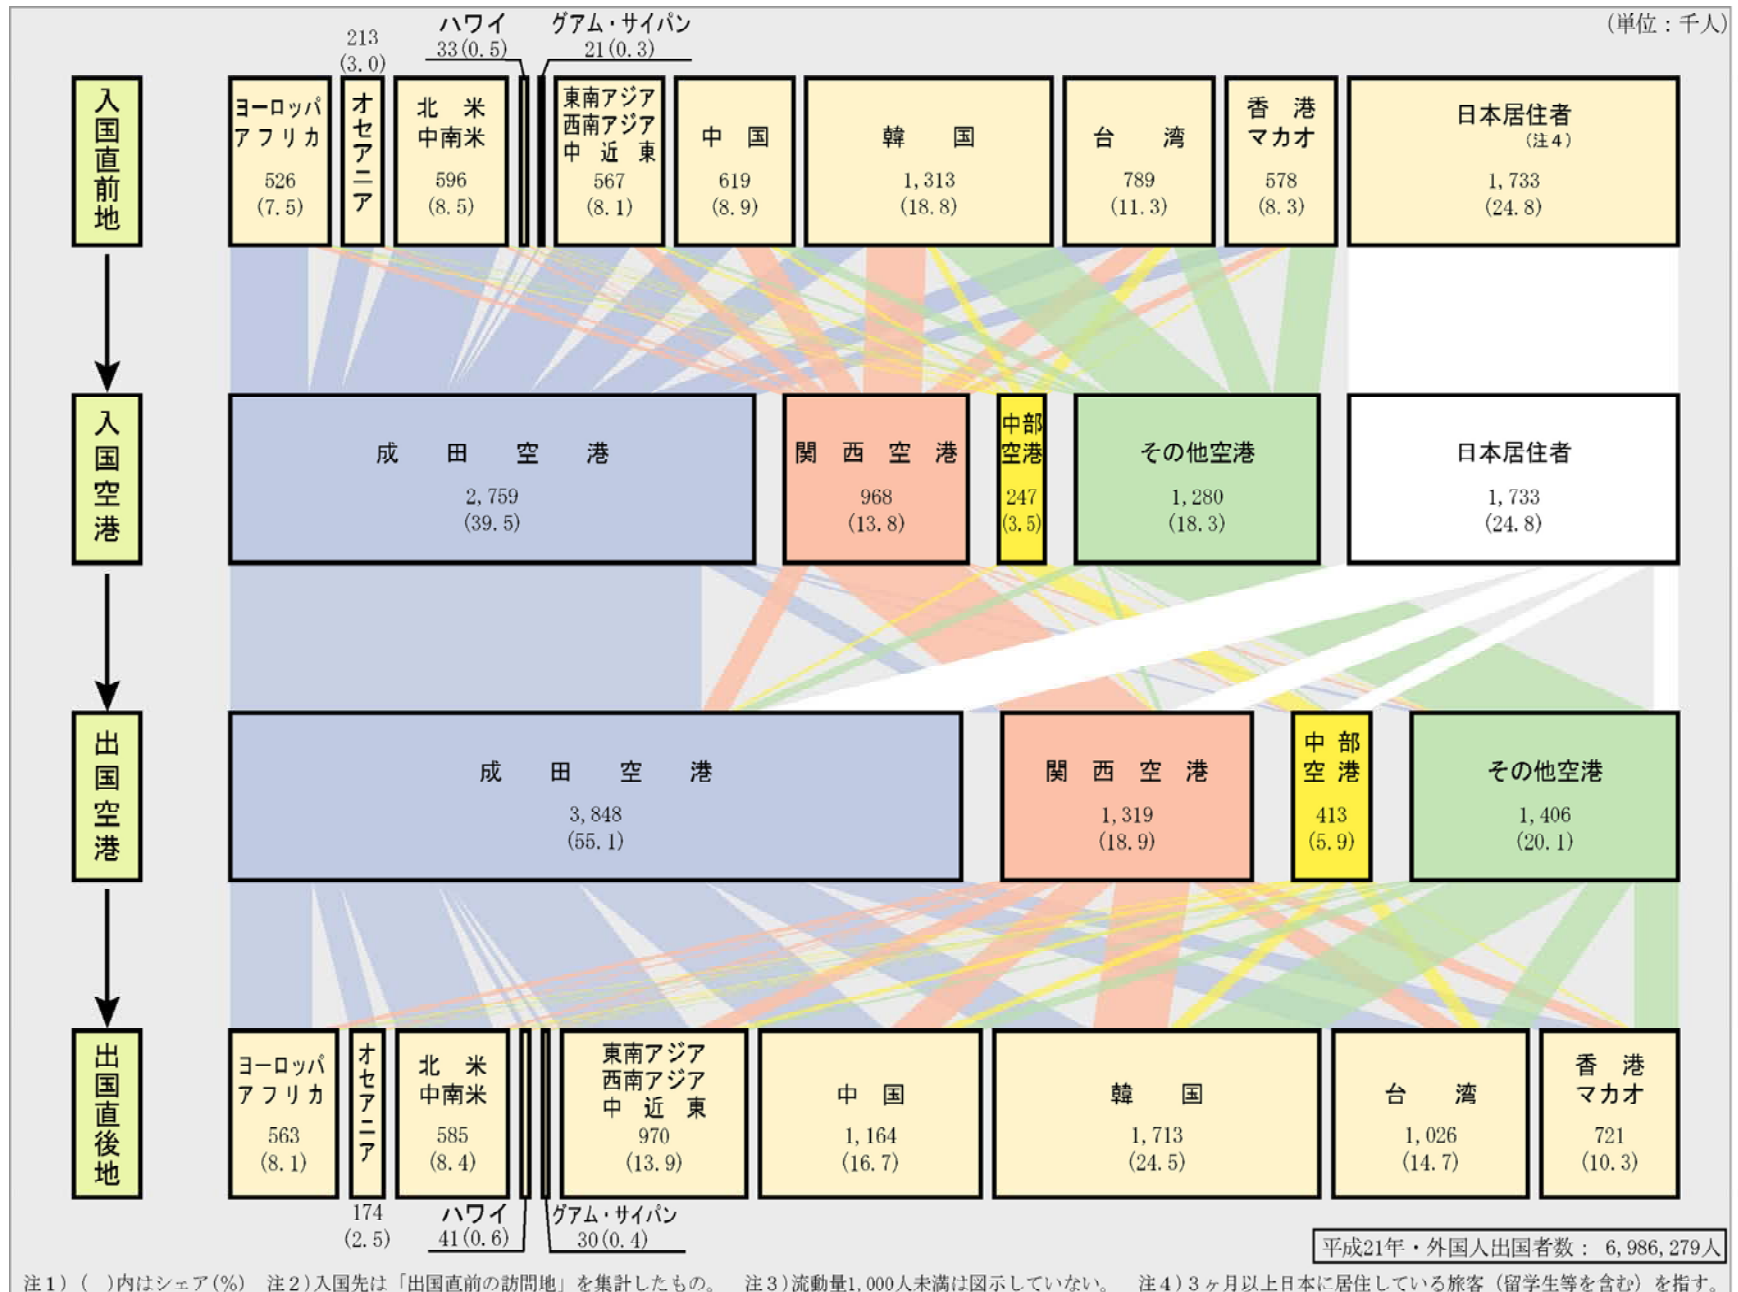 (単位：千人)
ハワイ
33(0.5)
グアム・サイパン
21(0.3)
213
(3.0)
入国直前地
ヨーロッパ
アフリカ
526
(7.5)
オセアニア
北米
中南米
596
(8.5)
東南アジア
西南アジア
中近東
567
(8.1)
中国
619
(8.9)
韓国
1,313
(18.8)
台湾
789
(11.3)
香港
マカオ
578
(8.3)
日本居住者
(注４)
1,733
(24.8)
入国空港
成田空港
2,759
(39.5)
関西空港
968
(13.8)
中部
空港
247
(3.5)
その他空港
1,280
(18.3)
日本居住者
1,733
(24.8)
出国空港
成田空港
3,848
(55.1)
関西空港
1,319
(18.9)
中部
空港
413
(5.9)
その他空港
1,406
(20.1)
出国直後地
ヨーロッパ
アフリカ
563
(8.1)
オセアニア
北米
中南米
585
(8.4)
東南アジア
西南アジア
中近東
970
(13.9)
中国
1,164
(16.7)
韓国
1,713
(24.5)
台湾
1,026
(14.7)
香港
マカオ
721
(10.3)
174
(2.5)
ハワイ
41(0.6)
グアム・サイパン
30(0.4)
平成21年・外国人出国者数： 6,986,279人
注１) (　)内はシェア(%)　注２)入国先は「出国直前の訪問地」を集計したもの。　注３)流動量1,000人未満は図示していない。　注４)３ヶ月以上日本に居住している旅客（留学生等を含む）を指す。